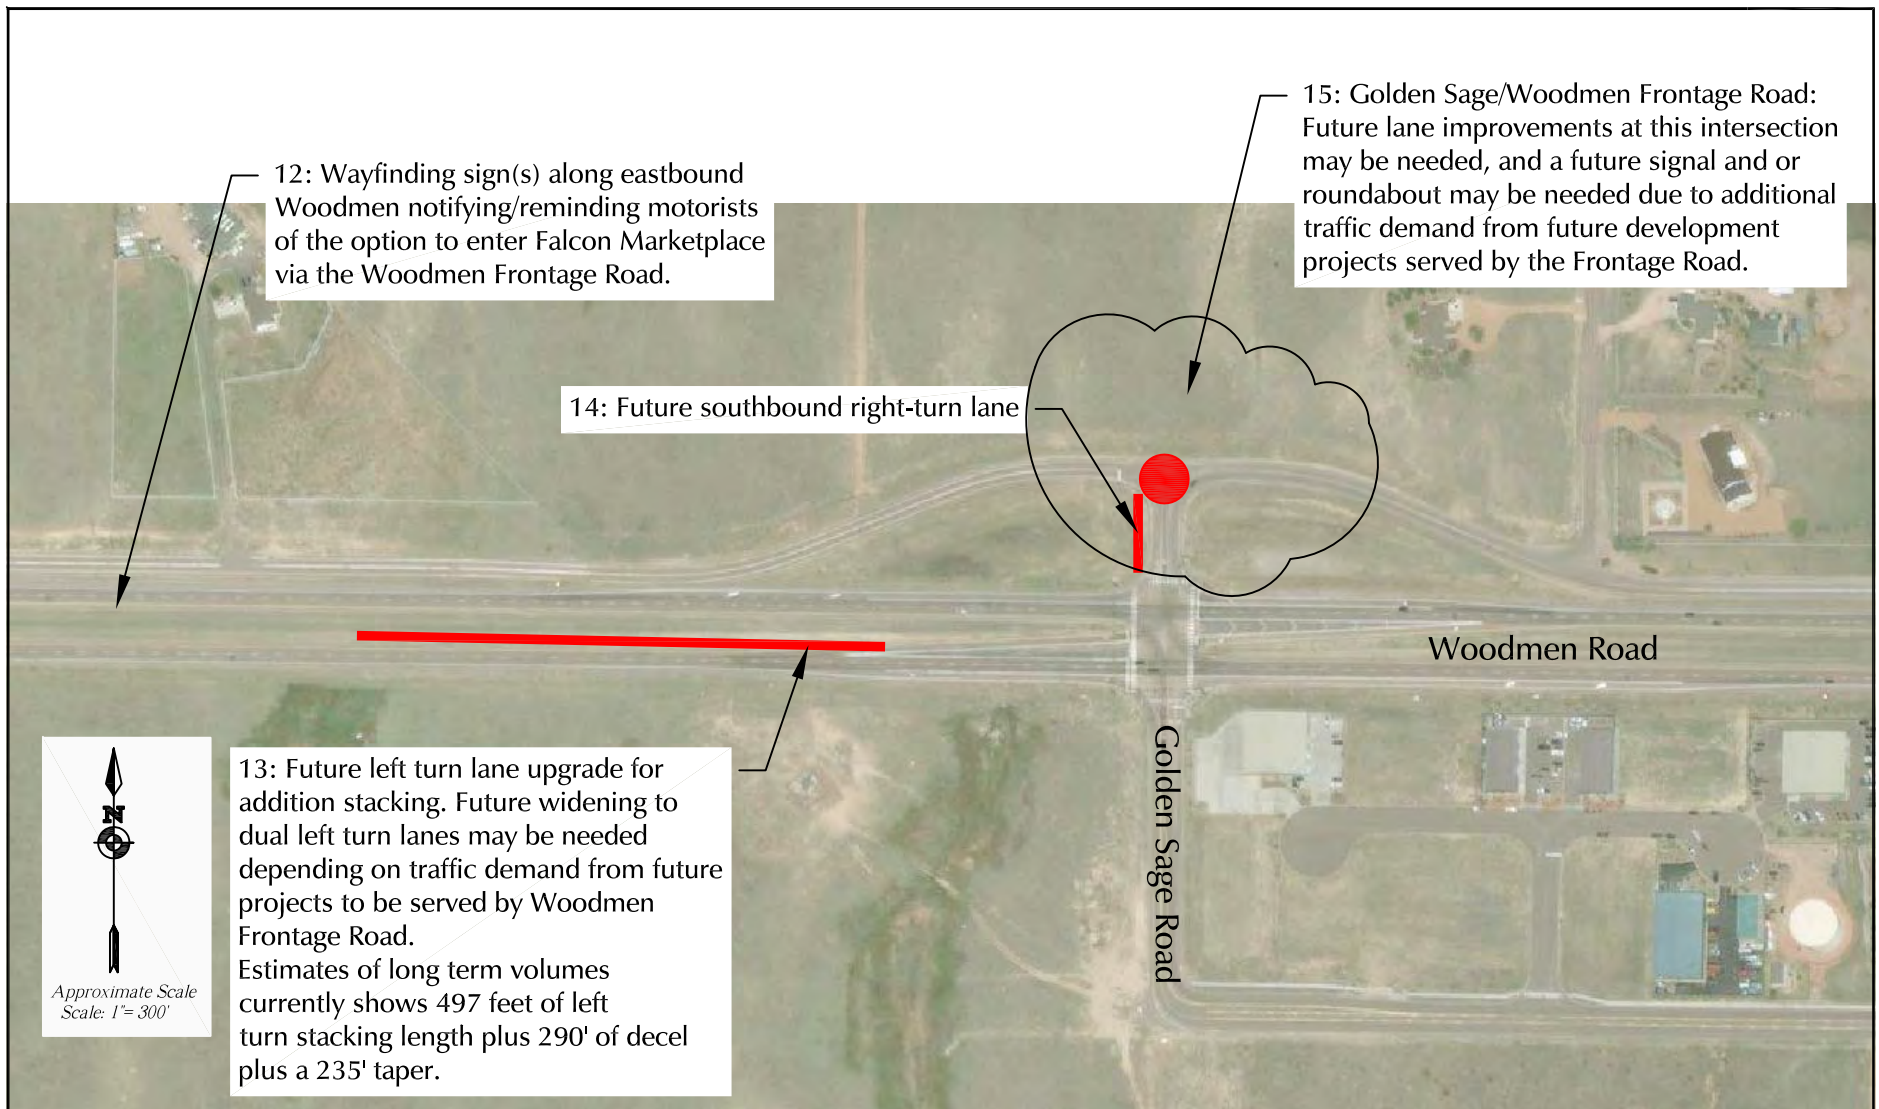 15: Golden Sage/Woodmen Frontage Road:
Future lane improvements at this intersection
may be needed, and a future signal and or
roundabout may be needed due to additional
traffic demand from future development
projects served by the Frontage Road.
12: Wayfinding sign(s) along eastbound
Woodmen notifying/reminding motorists
of the option to enter Falcon Marketplace
via the Woodmen Frontage Road.
14: Future southbound right-turn lane
Woodmen Road
Golden Sage Road
13: Future left turn lane upgrade for
addition stacking. Future widening to
dual left turn lanes may be needed
depending on traffic demand from future
projects to be served by Woodmen
Frontage Road.
Estimates of long term volumes
currently shows 497 feet of left
turn stacking length plus 290' of decel
plus a 235' taper.
N
Approximate Scale
Scale: 1"= 300'